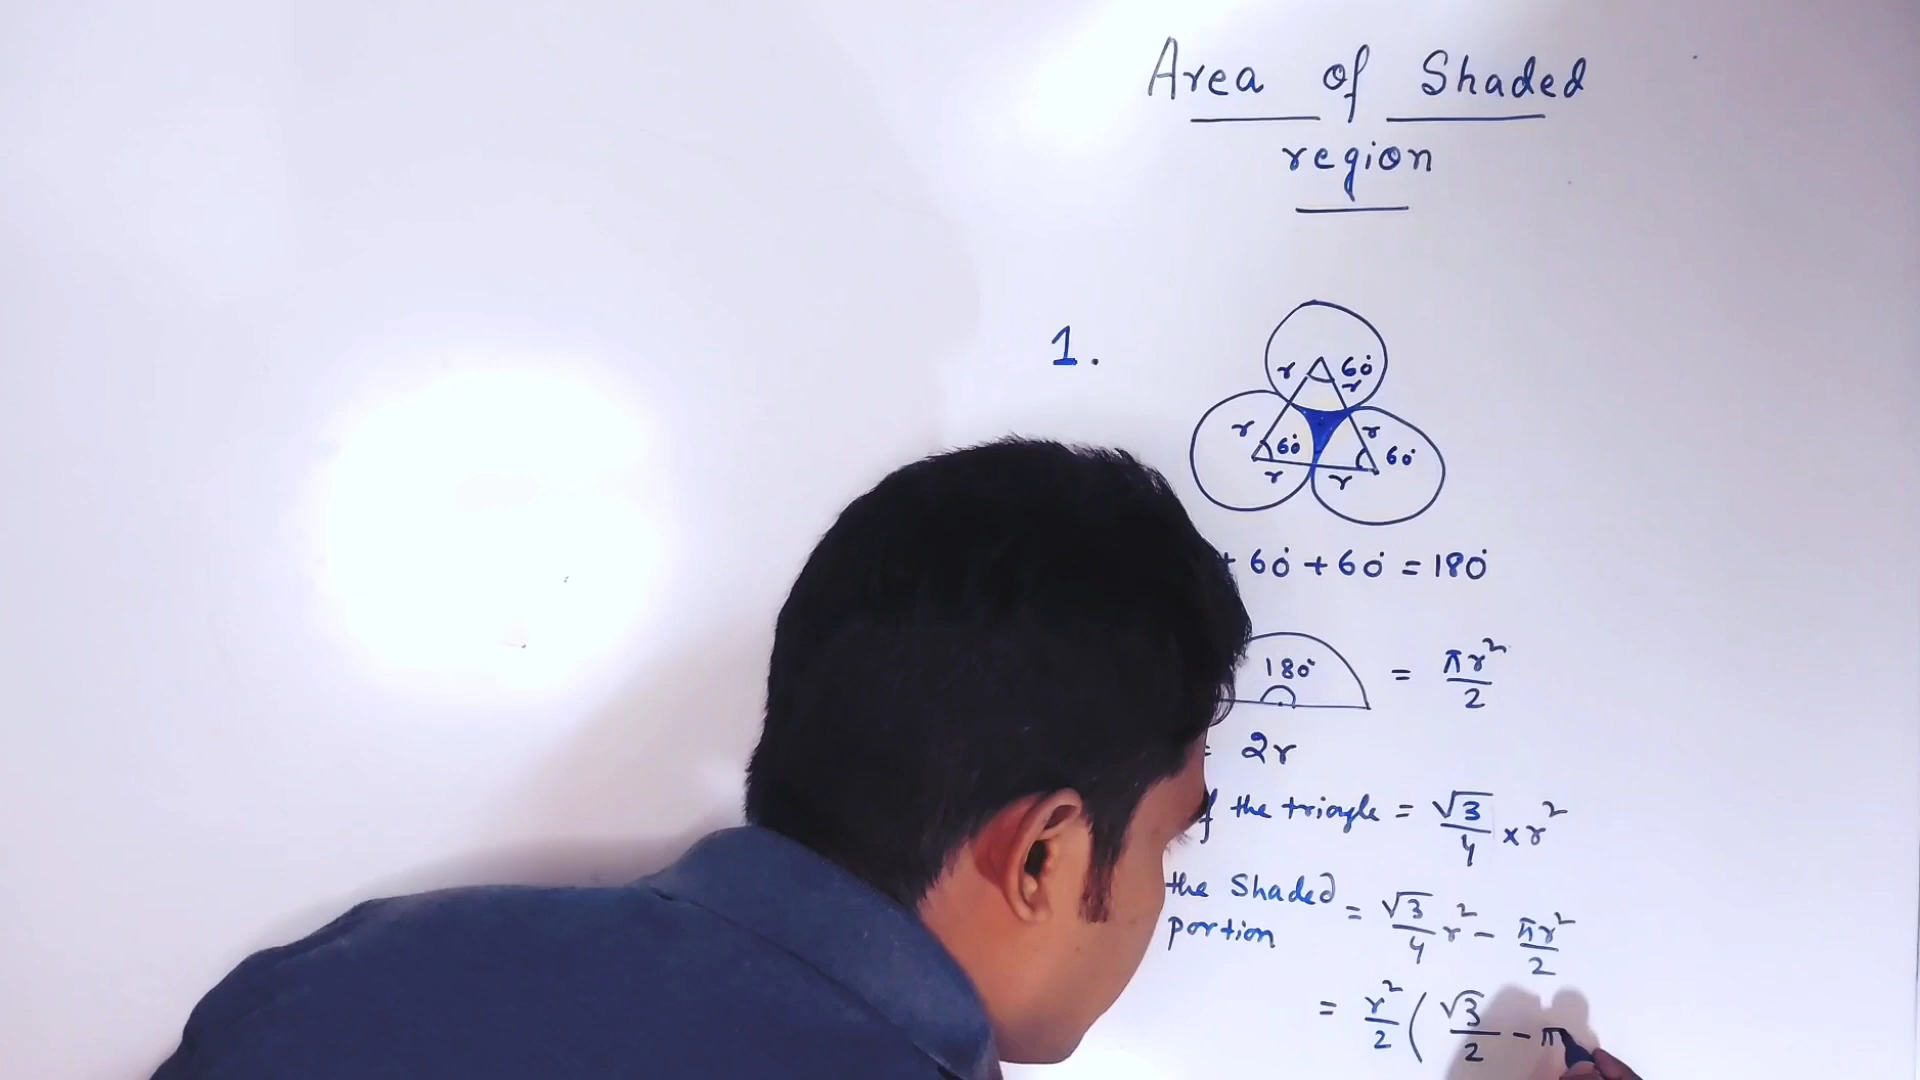 Area of Shaded
region
1.
r 60°
r
r 60° r 60°
r r
+ 60° + 60° = 180°
180° = πr²/2
= 2r
f the triangle = √3/4 × r²
the Shaded portion = √3/4 r² - πr²/2
= r²/2 ( √3/2 - π